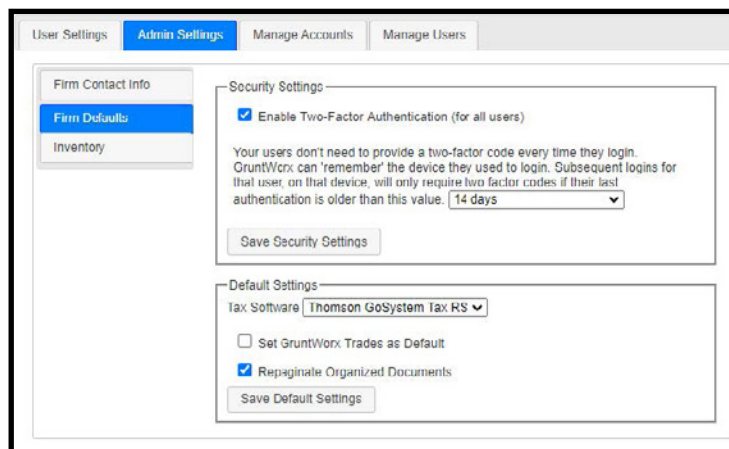 User Settings
Admin Settings
Manage Accounts
Manage Users
Firm Contact Info
Firm Defaults
Inventory
Security Settings
Enable Two-Factor Authentication (for all users)
Your users don't need to provide a two-factor code every time they login.
GruntWorx can 'remember' the device they used to login. Subsequent logins for
that user, on that device, will only require two factor codes if their last
authentication is older than this value. 14 days
Save Security Settings
Default Settings
Tax Software Thomson GoSystem Tax RS
Set GruntWorx Trades as Default
Repaginate Organized Documents
Save Default Settings